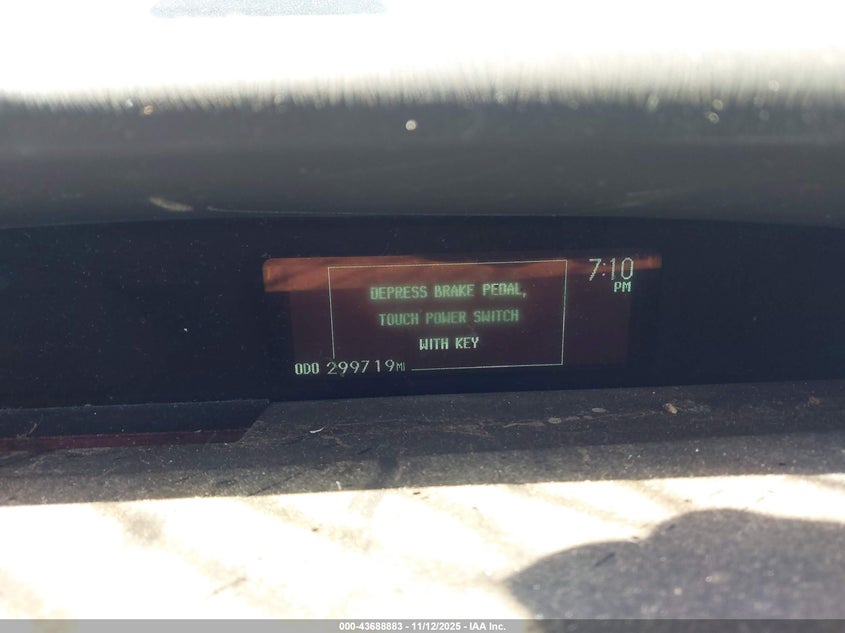 7:10
PM
DEPRESS BRAKE PEDAL,
TOUCH POWER SWITCH
WITH KEY
ODO 299719MI
000-43688883 - 11/12/2025 - IAA Inc.